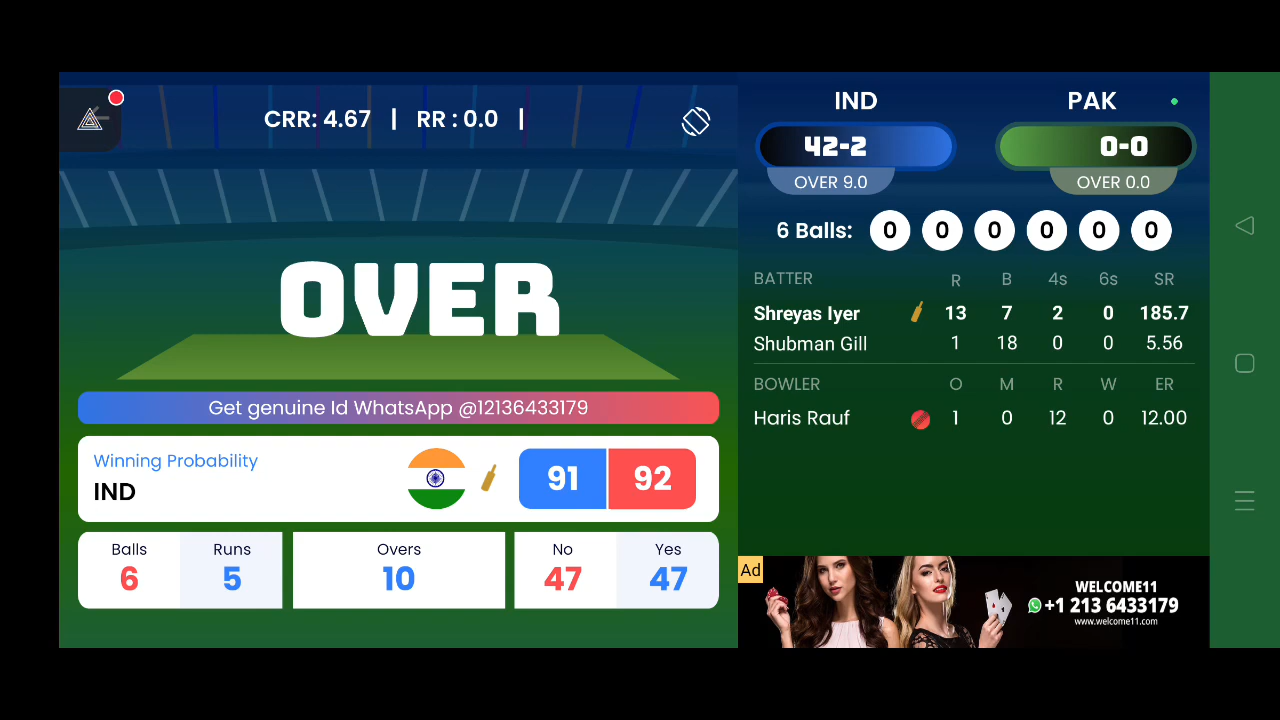 CRR: 4.67 | RR : 0.0 |
OVER
Get genuine Id WhatsApp @12136433179
Winning Probability
IND
91 92
Balls Runs Overs No Yes
6 5 10 47 47
IND PAK
42-2 0-0
OVER 9.0 OVER 0.0
6 Balls: 0 0 0 0 0 0
BATTER R B 4s 6s SR
Shreyas Iyer 13 7 2 0 185.7
Shubman Gill 1 18 0 0 5.56
BOWLER O M R W ER
Haris Rauf 1 0 12 0 12.00
Ad
WELCOME11
+1 213 6433179
www.welcome11.com